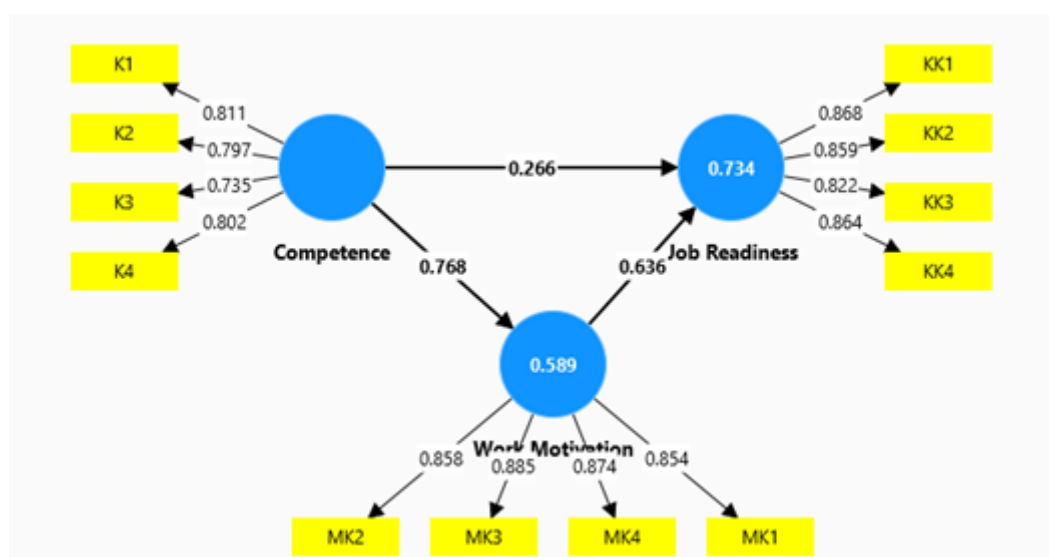 K1
KK1
0.811
0.868
K2
KK2
0.797
0.859
0.266
0.734
0.735
0.822
K3
KK3
0.802
0.864
Competence
Job Readiness
K4
KK4
0.768
0.636
0.589
Work Motivation
0.858
0.885
0.874
0.854
MK2
MK3
MK4
MK1